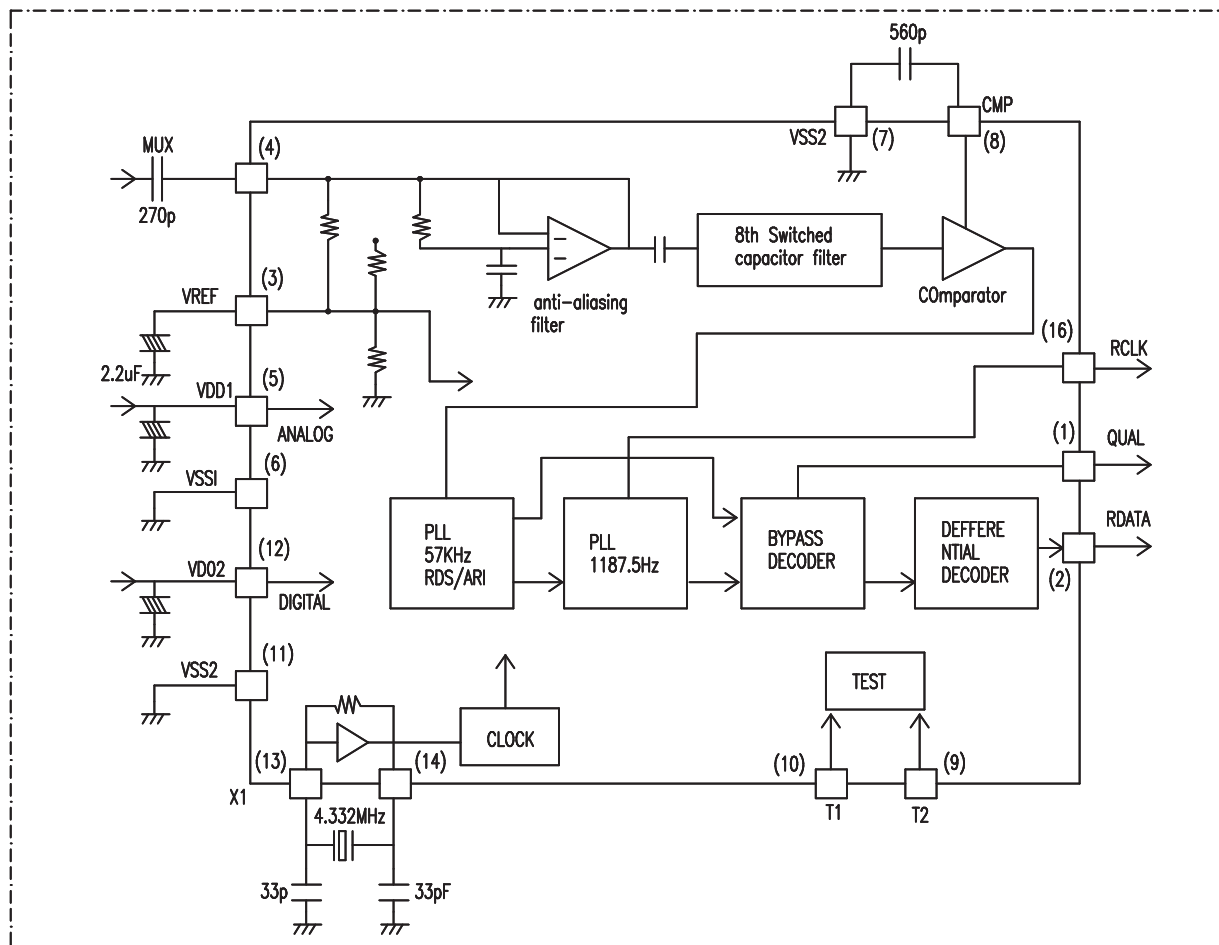 560p
CMP
MUX
(4)
VSS2
(7)
(8)
270p
8th Switched
capacitor filter
(3)
VREF
anti-aliasing
filter
COmparator
(16)
2.2uF
RCLK
VDD1
(5)
ANALOG
(1)
QUAL
(6)
VSSI
PLL
57KHz
RDS/ARI
PLL
1187.5Hz
BYPASS
DECODER
DEFFERE
NTIAL
DECODER
RDATA
(2)
(12)
VDO2
DIGITAL
(11)
VSS2
TEST
CLOCK
(13)
(14)
(10)
(9)
X1
4.332MHz
T1
T2
33p
33pF